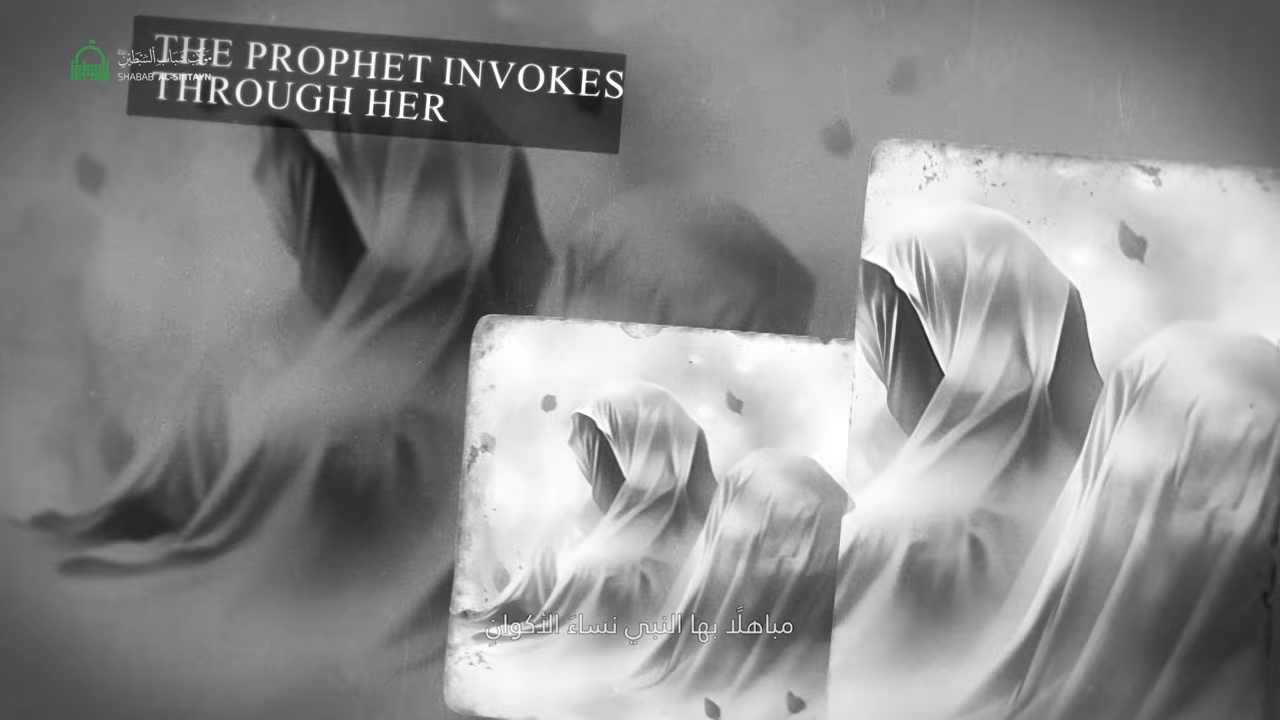 THE PROPHET INVOKES
THROUGH HER
SHABAB AL-SIBTAYN
مباهلًا بها النبي نساءَ الأكوانِ